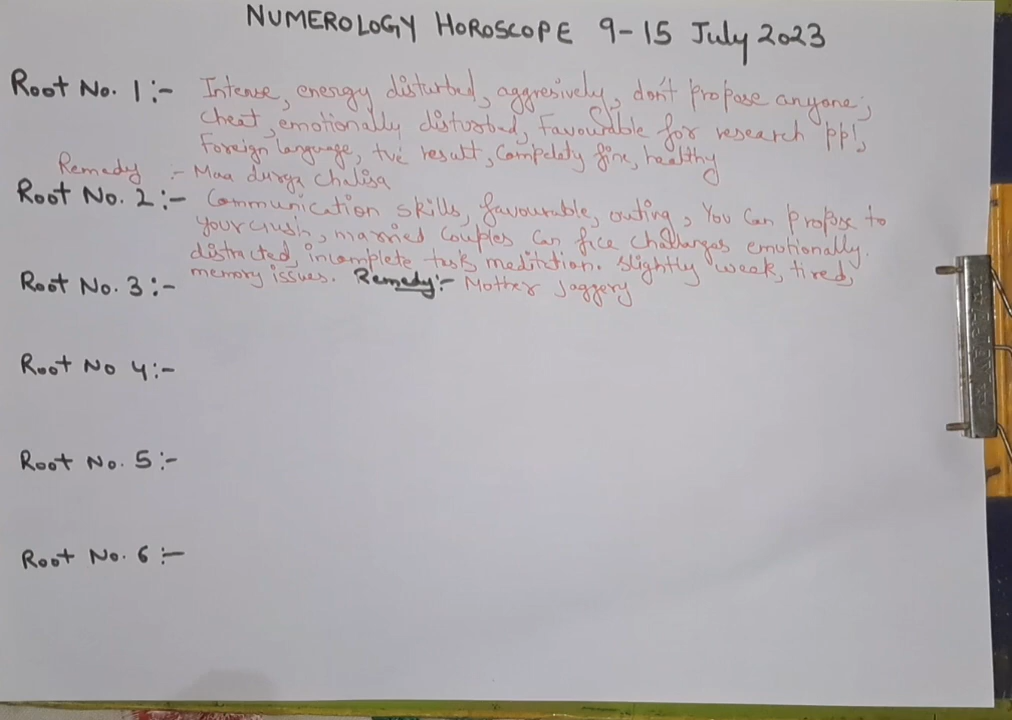 NUMEROLOGY HOROSCOPE 9-15 July 2023
Root No. 1:- Intense, energy disturbed, aggresively, don't propose anyone,
cheat, emotionally disturbed, Favourable for research ppl,
Foreign language, +ve result, Completely fine, healthy
Remedy :- Maa durga Chalisa
Root No. 2:- Communication skills, favourable, outing, You Can propose to
your crush, married couples Can face challanges emotionally.
distracted, incomplete tasks meditation. slightly weak, tired,
memory issues. Remedy:- Mother Jaggery
Root No. 3:-
Root No 4:-
Root No. 5:-
Root No. 6:-